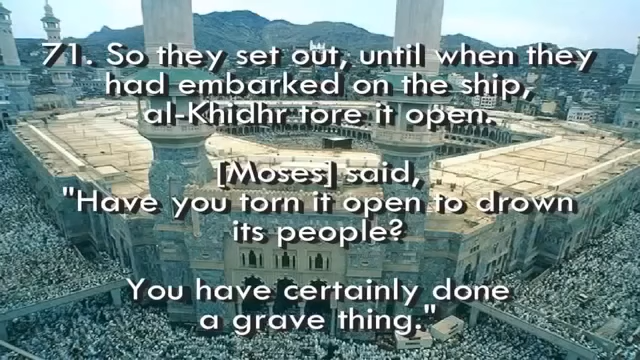 71. So they set out, until when they
had embarked on the ship,
al-Khidhr tore it open.
[Moses] said,
"Have you torn it open to drown
its people?
You have certainly done
a grave thing."